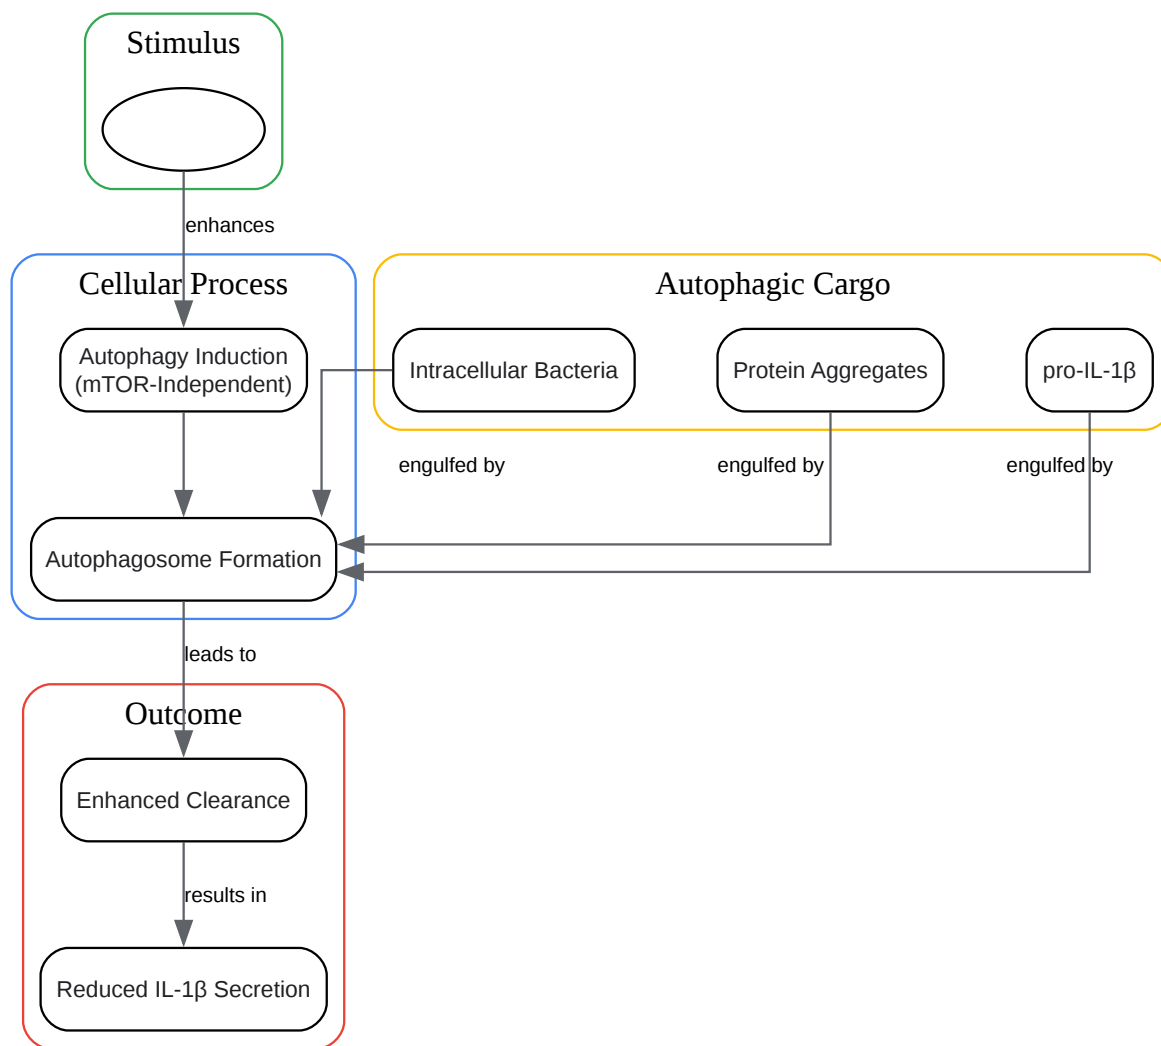 Stimulus
enhances
Cellular Process
Autophagic Cargo
Autophagy Induction
(mTOR-Independent)
Intracellular Bacteria
Protein Aggregates
pro-IL-1β
engulfed by
engulfed by
engulfed by
Autophagosome Formation
leads to
Outcome
Enhanced Clearance
results in
Reduced IL-1β Secretion